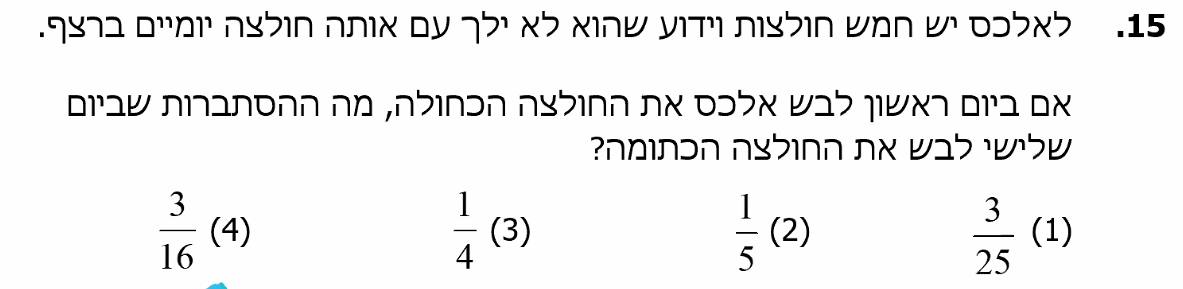 15. לאלכס יש חמש חולצות וידוע שהוא לא ילך עם אותה חולצה יומיים ברצף.
אם ביום ראשון לבש אלכס את החולצה הכחולה, מה ההסתברות שביום
שלישי לבש את החולצה הכתומה?
(1) 3/25 (2) 1/5 (3) 1/4 (4) 3/16